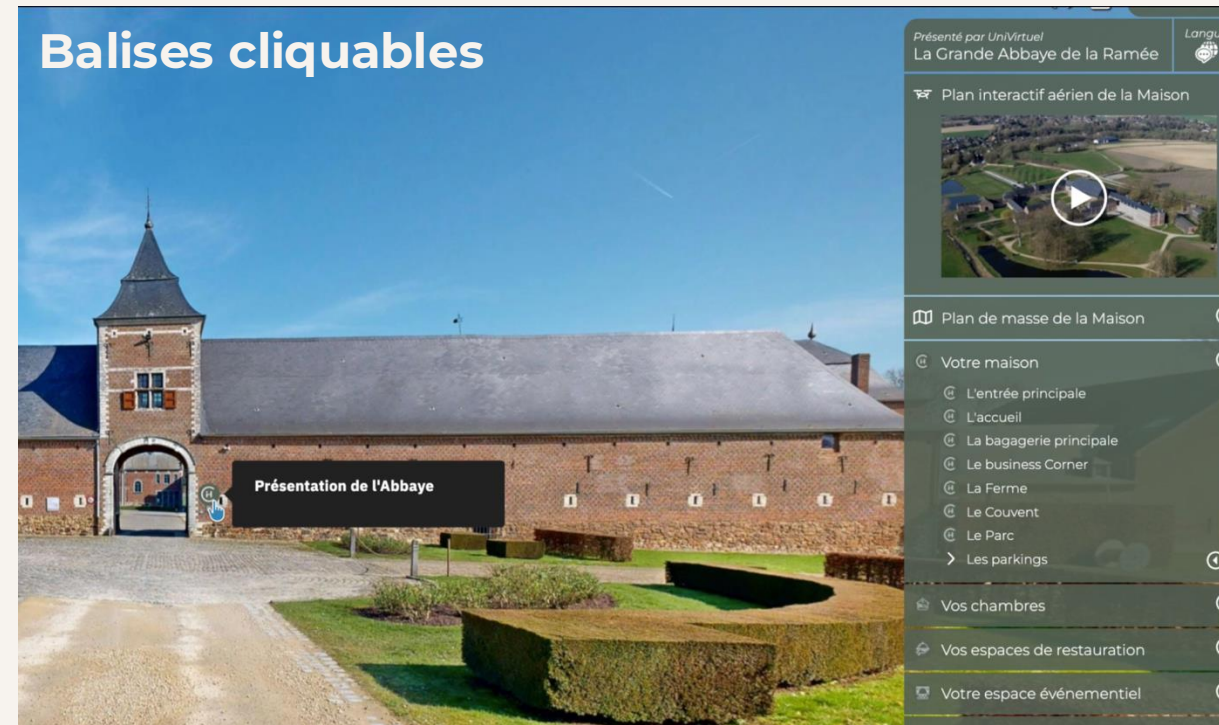 Balises cliquables
Présenté par UniVirtuel
La Grande Abbaye de la Ramée
Plan interactif aérien de la Maison
Plan de masse de la Maison
Votre maison
L'entrée principale
L'accueil
La bagagerie principale
Le business Corner
La Ferme
Le Couvent
Le Parc
Les parkings
Vos chambres
Vos espaces de restauration
Votre espace événementiel
Présentation de l'Abbaye